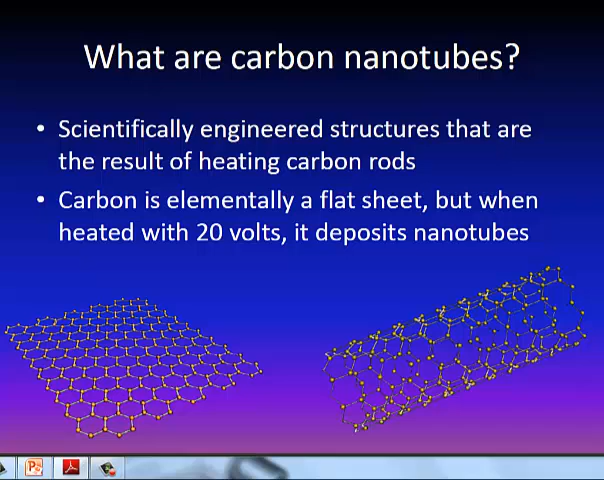 What are carbon nanotubes?
• Scientifically engineered structures that are
the result of heating carbon rods
• Carbon is elementally a flat sheet, but when
heated with 20 volts, it deposits nanotubes